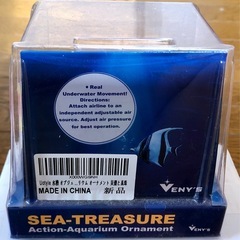 ♦ Real
Underwater Movement!
Directions:
Attach airline to an
independent adjustable air
source. Adjust air pressure
for best operation.
MADE IN CHINA 新品
VENY'S
SEA-TREASURE
Action-Aquarium Ornament
VENY'S